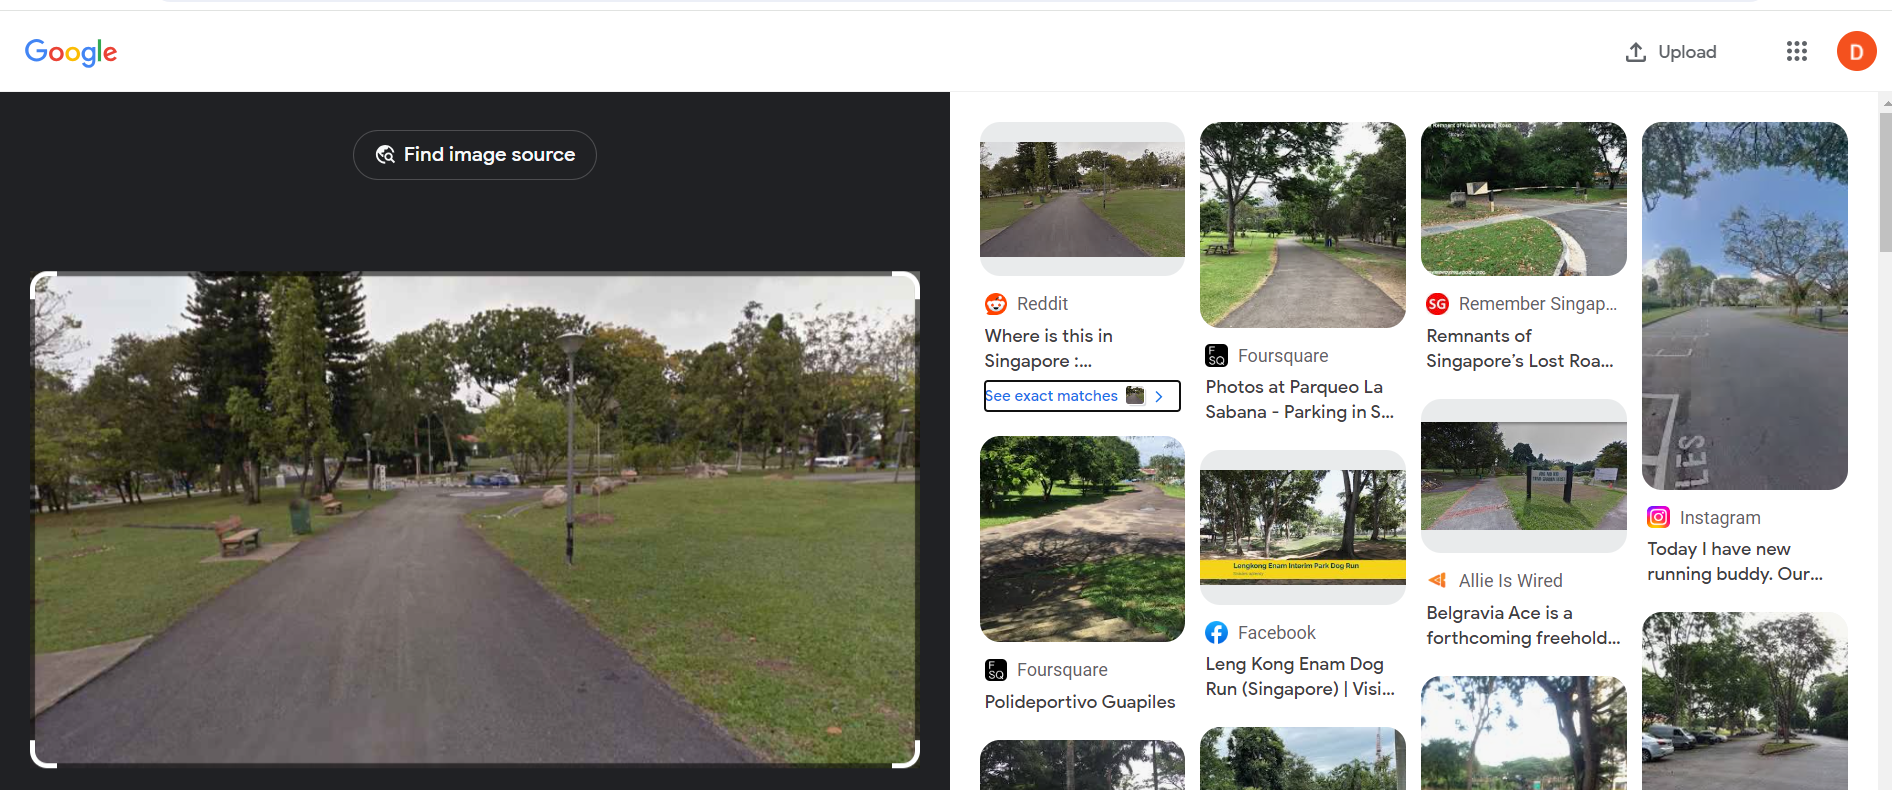 Google
Upload
D
Find image source
Reddit
Where is this in
Singapore :...
See exact matches
Foursquare
Polideportivo Guapiles
Foursquare
Photos at Parqueo La
Sabana - Parking in S...
Lengkong Enam Interim Park Dog Run
Facebook
Leng Kong Enam Dog
Run (Singapore) | Visi...
SG
Remember Singap...
Remnants of
Singapore’s Lost Roa...
Allie Is Wired
Belgravia Ace is a
forthcoming freehold...
Instagram
Today I have new
running buddy. Our...